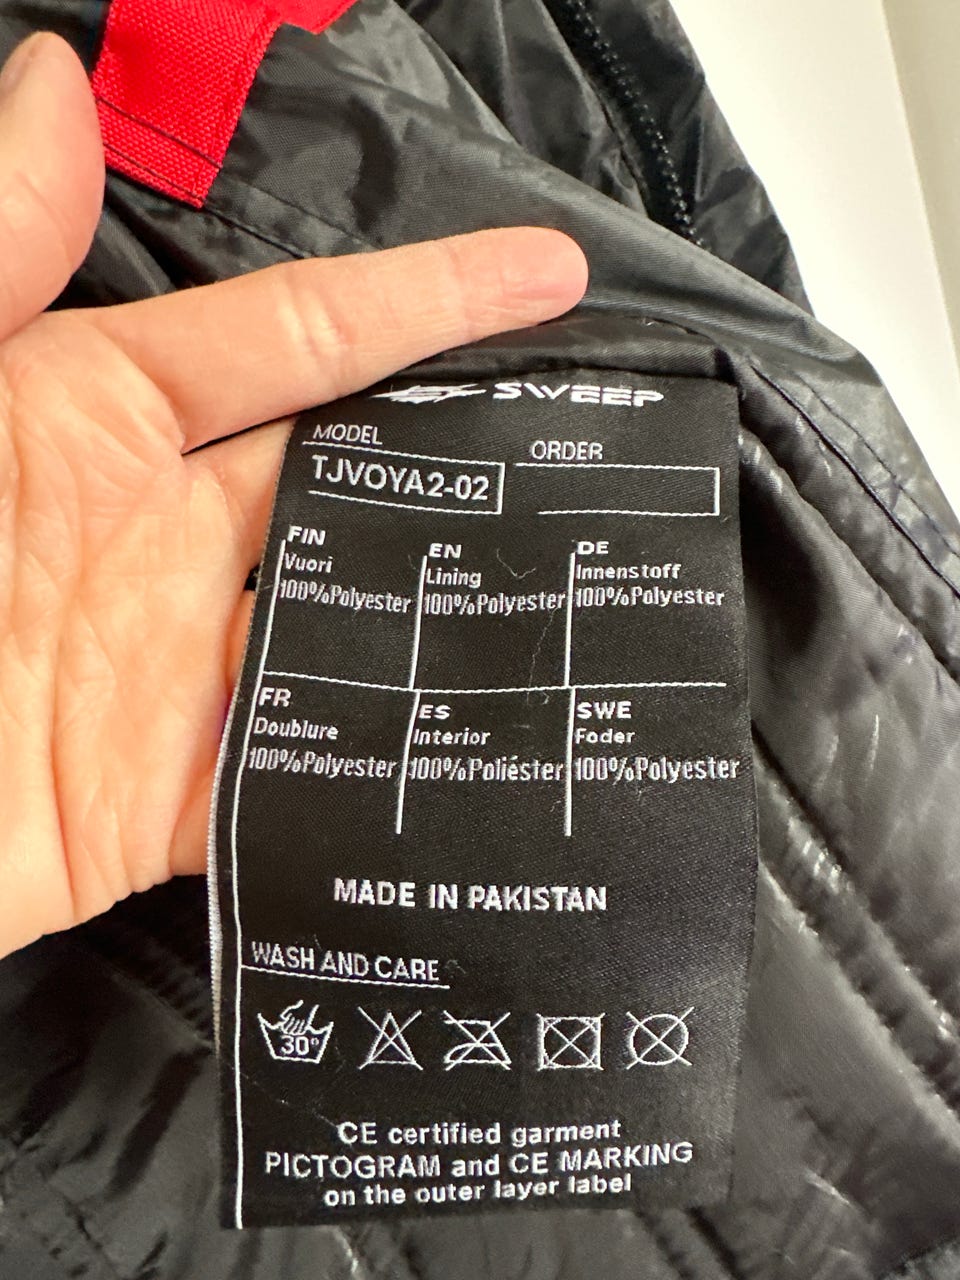 SWEEP
MODEL
TJVOYA2-02
ORDER
FIN
Vuori
100%Polyester
EN
Lining
100%Polyester
DE
Innenstoff
100%Polyester
FR
Doublure
100%Polyester
ES
Interior
100%Poliéster
SWE
Foder
100%Polyester
MADE IN PAKISTAN
WASH AND CARE
30°
CE certified garment
PICTOGRAM and CE MARKING
on the outer layer label